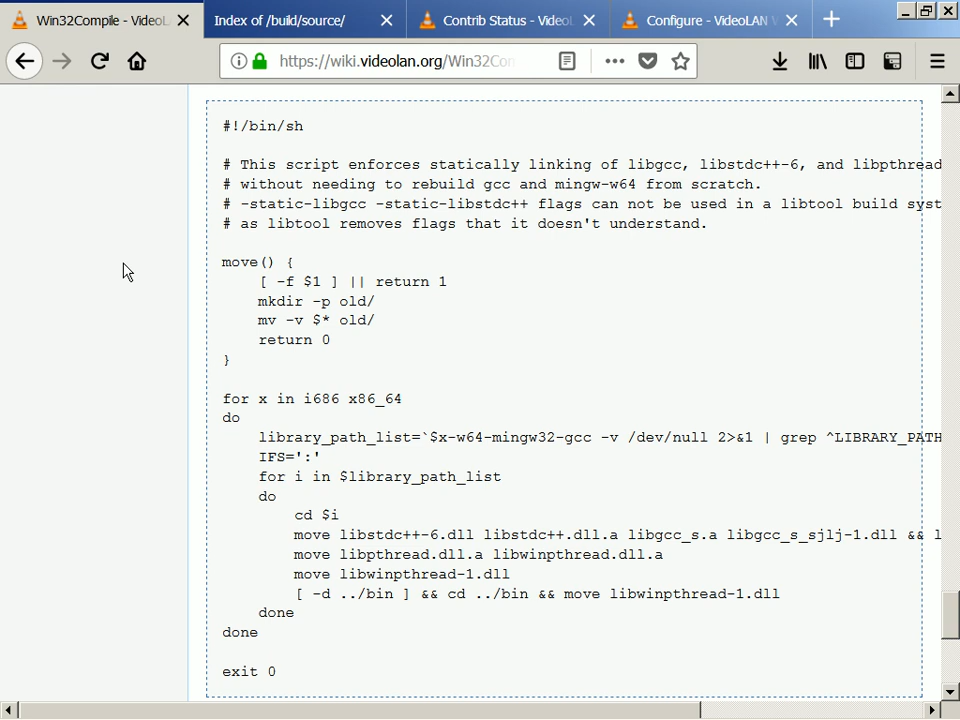 Win32Compile - VideoL
Index of /build/source/
Contrib Status - VideoL
Configure - VideoLAN
https://wiki.videolan.org/Win32Co
#!/bin/sh
# This script enforces statically linking of libgcc, libstdc++-6, and libpthread
# without needing to rebuild gcc and mingw-w64 from scratch.
# -static-libgcc -static-libstdc++ flags can not be used in a libtool build syst
# as libtool removes flags that it doesn't understand.
move() {
[ -f $1 ] || return 1
mkdir -p old/
mv -v $* old/
return 0
}
for x in i686 x86_64
do
library_path_list=`$x-w64-mingw32-gcc -v /dev/null 2>&1 | grep ^LIBRARY_PATH
IFS=':'
for i in $library_path_list
do
cd $i
move libstdc++-6.dll libstdc++.dll.a libgcc_s.a libgcc_s_sjlj-1.dll && l
move libpthread.dll.a libwinpthread.dll.a
move libwinpthread-1.dll
[ -d ../bin ] && cd ../bin && move libwinpthread-1.dll
done
done
exit 0